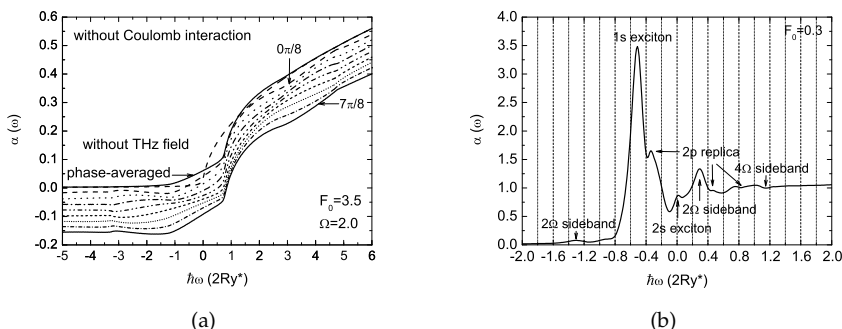 without Coulomb interaction
0π/8
7π/8
without THz field
phase-averaged
F₀=3.5
Ω=2.0
α (ω)
0.6
0.5
0.4
0.3
0.2
0.1
0.0
-0.1
-0.2
-5 -4 -3 -2 -1 0 1 2 3 4 5 6
ħω (2Ry*)
(a)
F₀=0.3
1s exciton
2p replica
4Ω sideband
2Ω sideband
2Ω sideband
2s exciton
α (ω)
4.0
3.5
3.0
2.5
2.0
1.5
1.0
0.5
0.0
-2.0 -1.6 -1.2 -0.8 -0.4 0.0 0.4 0.8 1.2 1.6 2.0
ħω (2Ry*)
(b)